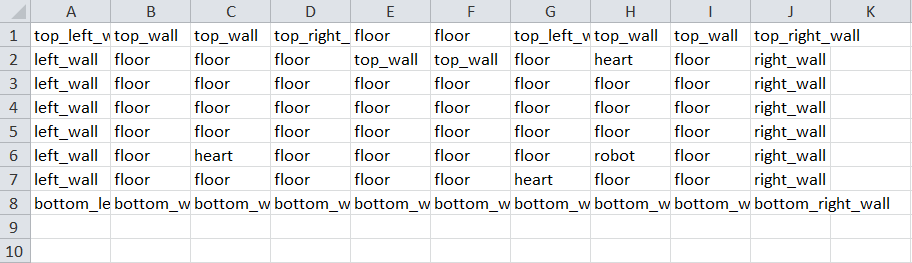 A B C D E F G H I J K
1 top_left_w top_wall top_wall top_right_ floor floor top_left_w top_wall top_wall top_right_wall
2 left_wall floor floor floor top_wall top_wall floor heart floor right_wall
3 left_wall floor floor floor floor floor floor floor floor right_wall
4 left_wall floor floor floor floor floor floor floor floor right_wall
5 left_wall floor floor floor floor floor floor floor floor right_wall
6 left_wall floor heart floor floor floor floor robot floor right_wall
7 left_wall floor floor floor floor floor heart floor floor right_wall
8 bottom_le bottom_w bottom_w bottom_w bottom_w bottom_w bottom_w bottom_w bottom_w bottom_right_wall
9
10